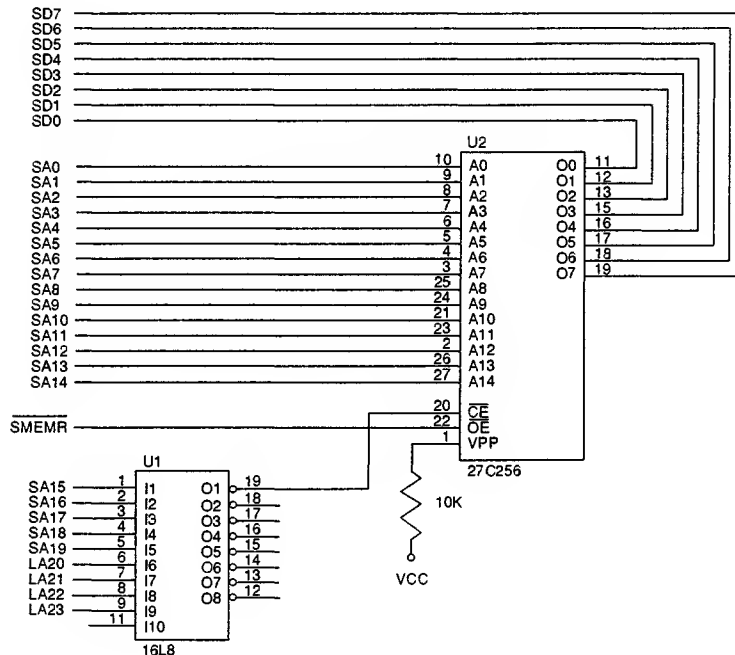 SD7
SD6
SD5
SD4
SD3
SD2
SD1
SD0
U2
SA0 10 A0 O0 11
SA1 9 A1 O1 12
SA2 8 A2 O2 13
SA3 7 A3 O3 15
SA4 6 A4 O4 16
SA5 5 A5 O5 17
SA6 4 A6 O6 18
SA7 3 A7 O7 19
SA8 25 A8
SA9 24 A9
SA10 21 A10
SA11 23 A11
SA12 2 A12
SA13 26 A13
SA14 27 A14
20 CE
SMEMR 22 OE
1 VPP
27C256
U1
SA15 1 I1 O1 19
SA16 2 I2 O2 18
SA17 3 I3 O3 17
SA18 4 I4 O4 16
SA19 5 I5 O5 15
LA20 6 I6 O6 14
LA21 7 I7 O7 13
LA22 8 I8 O8 12
LA23 9 I9
11 I10
16L8
10K
VCC